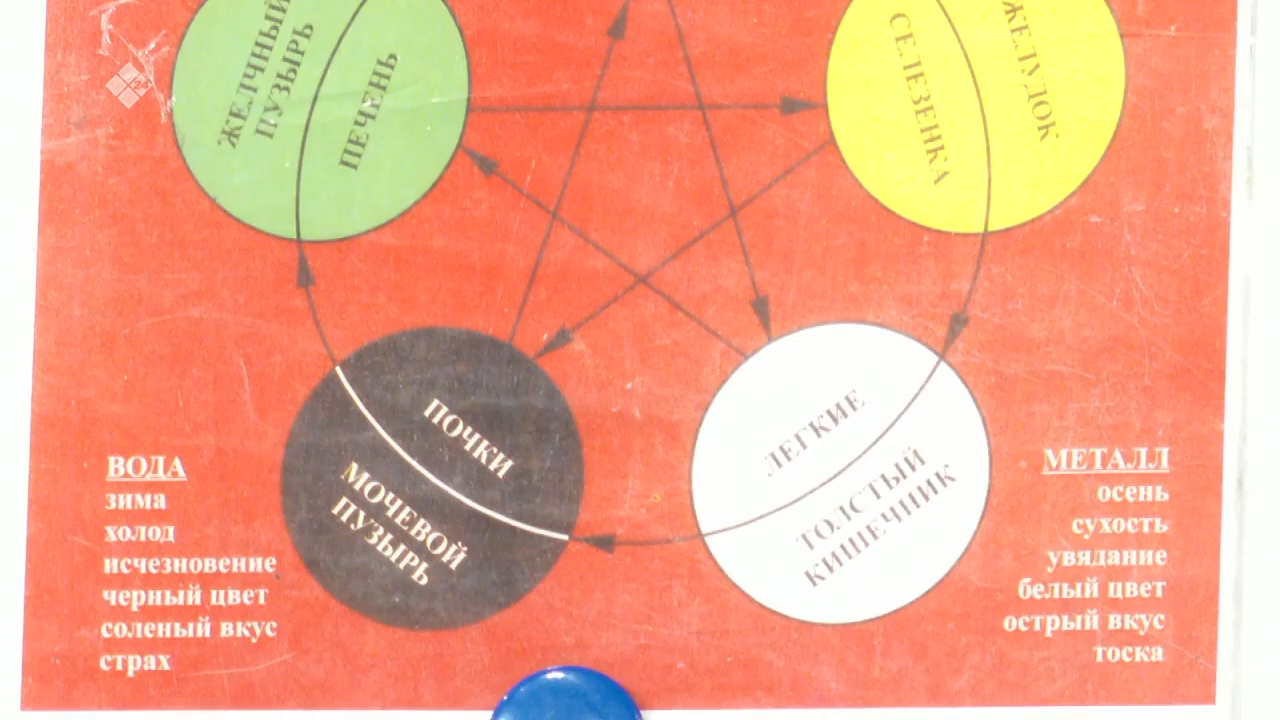 ЖЕЛЧНЫЙ
ПУЗЫРЬ
ПЕЧЕНЬ
СЕЛЕЗЕНКА
ЖЕЛУДОК
ПОЧКИ
МОЧЕВОЙ
ПУЗЫРЬ
ЛЕГКИЕ
ТОЛСТЫЙ
КИШЕЧНИК
ВОДА
зима
холод
исчезновение
черный цвет
соленый вкус
страх
МЕТАЛЛ
осень
сухость
увядание
белый цвет
острый вкус
тоска